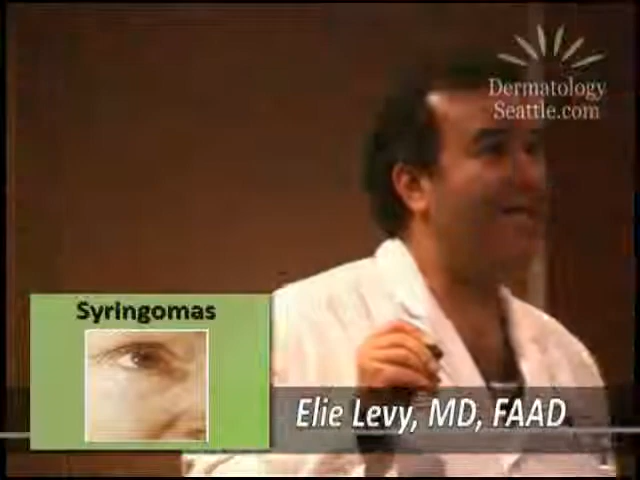 Dermatology
Seattle.com
Syringomas
Elie Levy, MD, FAAD